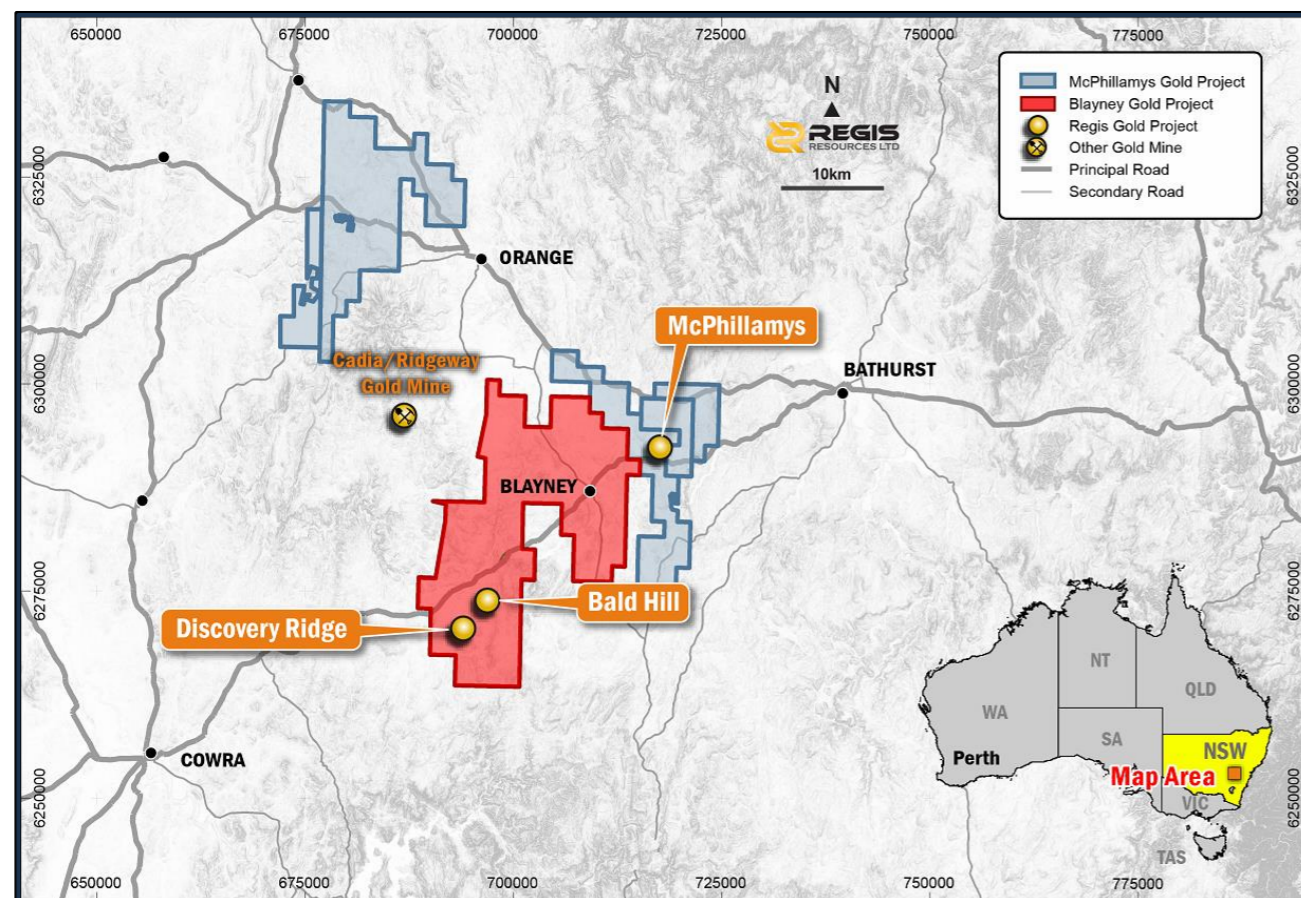 650000
675000
700000
725000
750000
775000
N
REGIS
RESOURCES LTD
10km
McPhillamys Gold Project
Blayney Gold Project
Regis Gold Project
Other Gold Mine
Principal Road
Secondary Road
6325000
6325000
ORANGE
McPhillamys
Cadia/Ridgeway
Gold Mine
BATHURST
6300000
6300000
BLAYNEY
Bald Hill
Discovery Ridge
6275000
6275000
COWRA
NT
QLD
WA
SA
Perth
NSW
Map Area
VIC
TAS
6250000
6250000
650000
675000
700000
725000
750000
775000